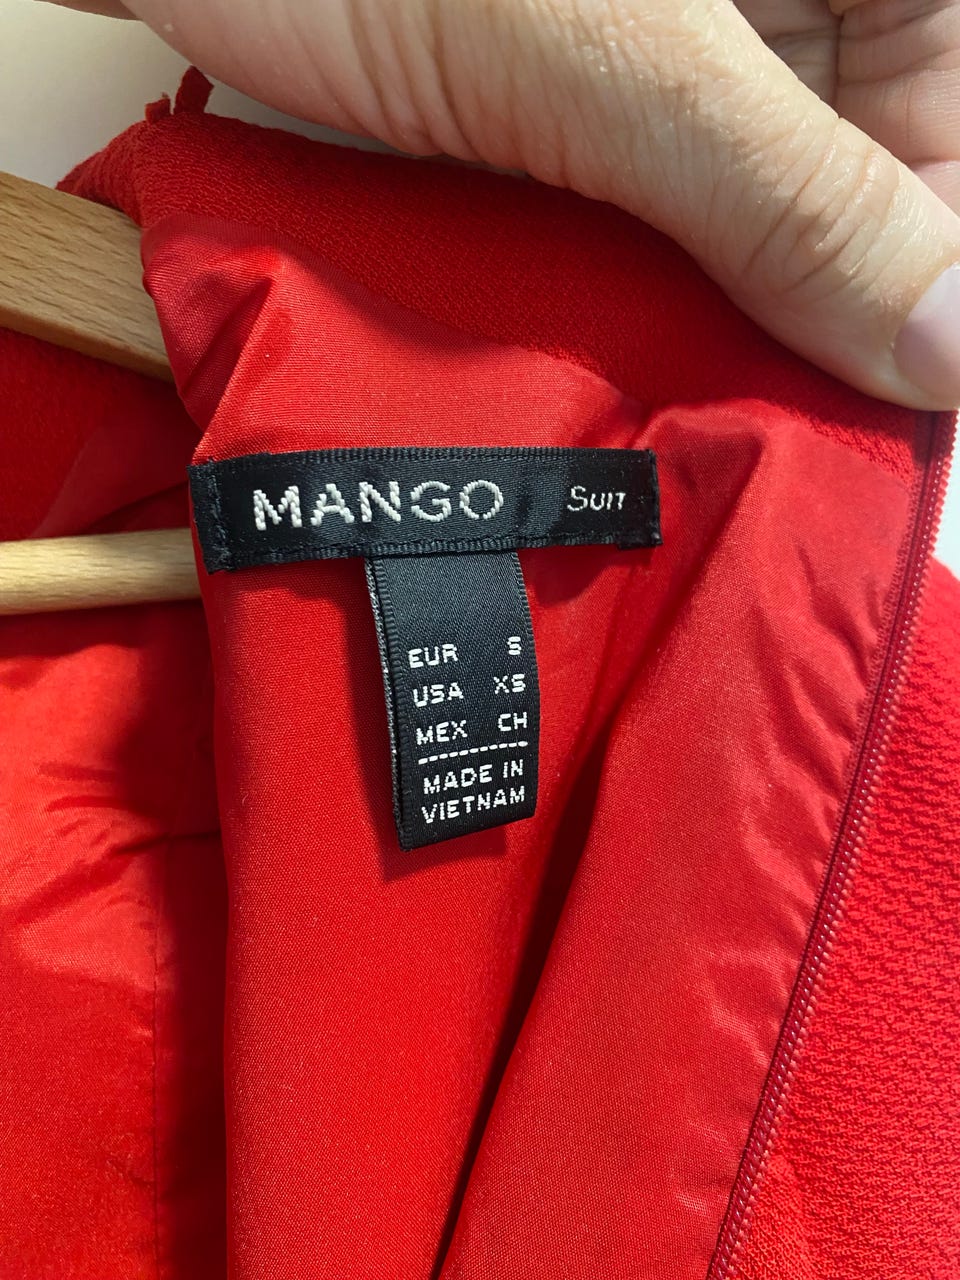 MANGO Suit
EUR S
USA XS
MEX CH
MADE IN
VIETNAM